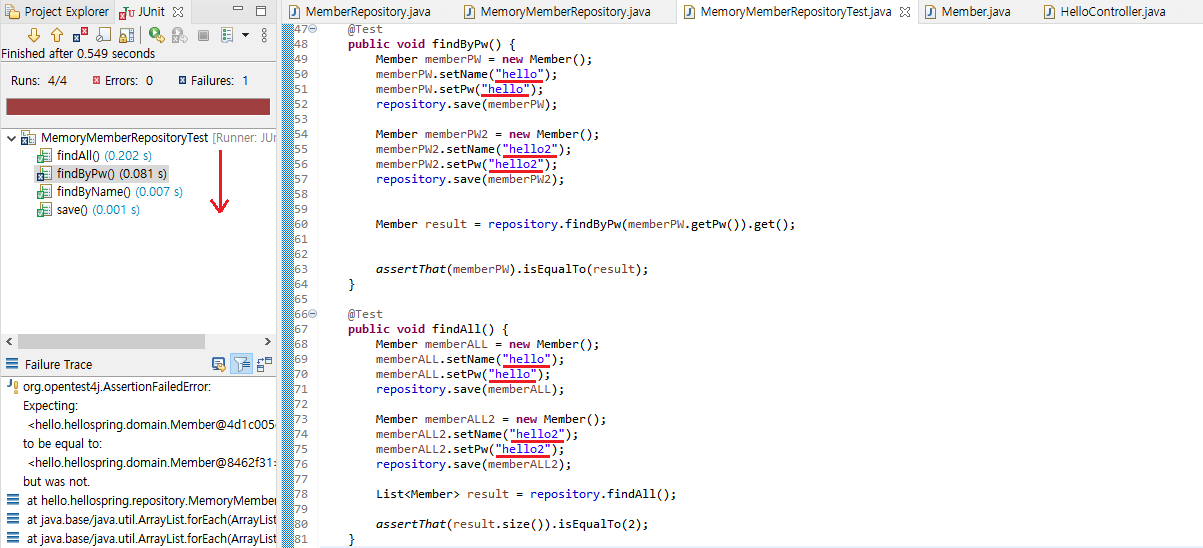 Project Explorer
JUnit
Finished after 0.549 seconds
Runs: 4/4
Errors: 0
Failures: 1
MemoryMemberRepositoryTest [Runner: JUn
findAll() (0.202 s)
findByPw() (0.081 s)
findByName() (0.007 s)
save() (0.001 s)
Failure Trace
org.opentest4j.AssertionFailedError:
Expecting:
<hello.hellospring.domain.Member@4d1c005e
to be equal to:
<hello.hellospring.domain.Member@8462f31>
but was not.
at hello.hellospring.repository.MemoryMember
at java.base/java.util.ArrayList.forEach(ArrayList
at java.base/java.util.ArrayList.forEach(ArrayList
MemberRepository.java
MemoryMemberRepository.java
MemoryMemberRepositoryTest.java
Member.java
HelloController.java
47 @Test
48 public void findByPw() {
49 Member memberPW = new Member();
50 memberPW.setName("hello");
51 memberPW.setPw("hello");
52 repository.save(memberPW);
53
54 Member memberPW2 = new Member();
55 memberPW2.setName("hello2");
56 memberPW2.setPw("hello2");
57 repository.save(memberPW2);
58
59
60 Member result = repository.findByPw(memberPW.getPw()).get();
61
62
63 assertThat(memberPW).isEqualTo(result);
64 }
65
66 @Test
67 public void findAll() {
68 Member memberALL = new Member();
69 memberALL.setName("hello");
70 memberALL.setPw("hello");
71 repository.save(memberALL);
72
73 Member memberALL2 = new Member();
74 memberALL2.setName("hello2");
75 memberALL2.setPw("hello2");
76 repository.save(memberALL2);
77
78 List<Member> result = repository.findAll();
79
80 assertThat(result.size()).isEqualTo(2);
81 }